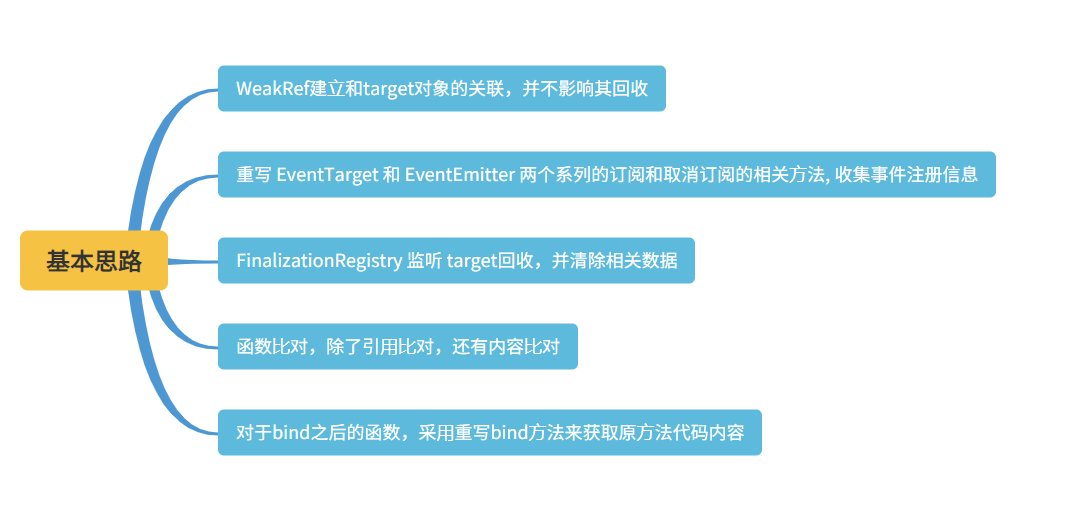 WeakRef建立和target对象的关联，并不影响其回收
重写 EventTarget 和 EventEmitter 两个系列的订阅和取消订阅的相关方法, 收集事件注册信息
基本思路
FinalizationRegistry 监听 target回收，并清除相关数据
函数比对，除了引用比对，还有内容比对
对于bind之后的函数，采用重写bind方法来获取原方法代码内容